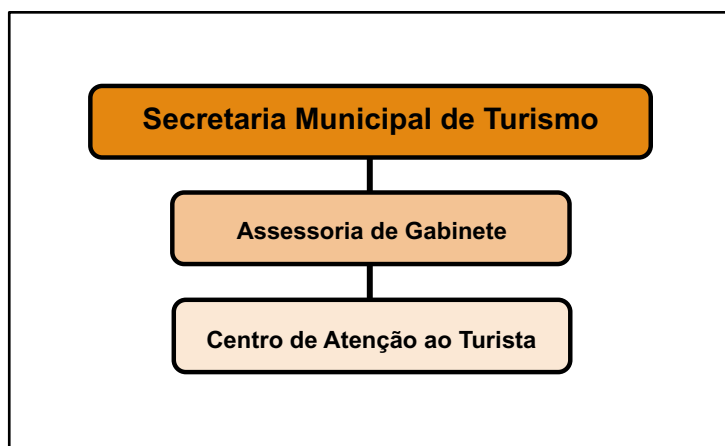 Secretaria Municipal de Turismo
Assessoria de Gabinete
Centro de Atenção ao Turista